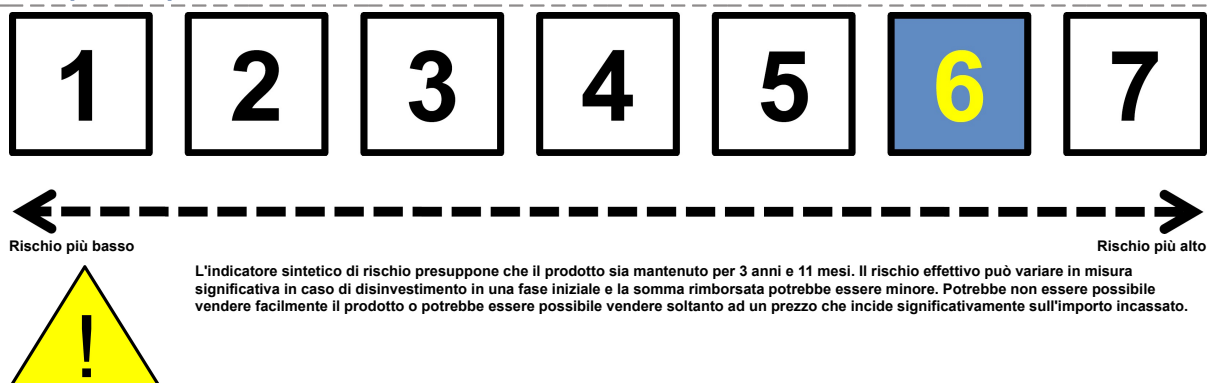 1 2 3 4 5 6 7
Rischio più basso Rischio più alto
L'indicatore sintetico di rischio presuppone che il prodotto sia mantenuto per 3 anni e 11 mesi. Il rischio effettivo può variare in misura
significativa in caso di disinvestimento in una fase iniziale e la somma rimborsata potrebbe essere minore. Potrebbe non essere possibile
vendere facilmente il prodotto o potrebbe essere possibile vendere soltanto ad un prezzo che incide significativamente sull'importo incassato.
!